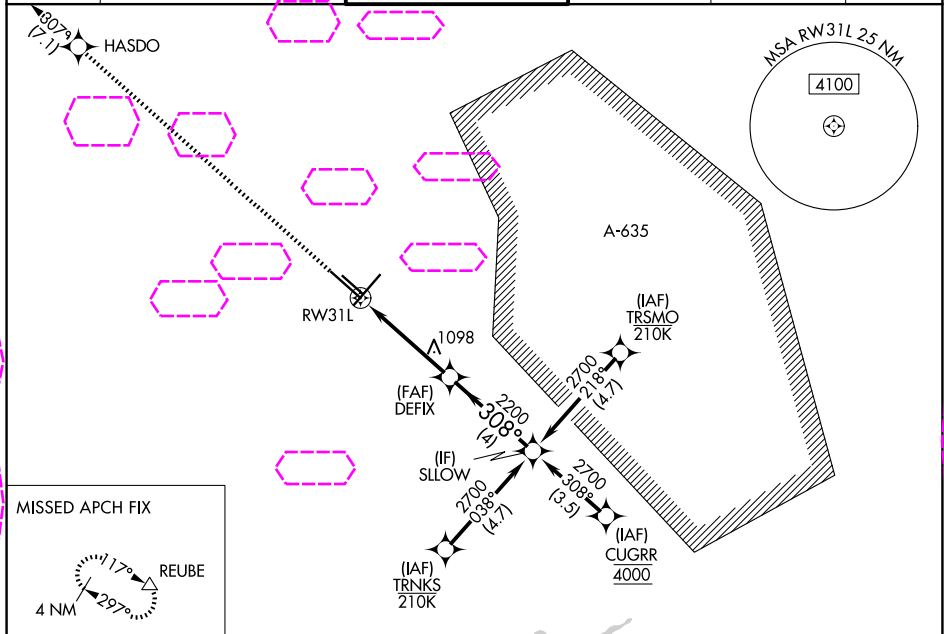 307°
(7.1)
HASDO
MSA RW31L 25 NM
4100
A-635
RW31L
1098
(IAF)
TRSMO
210K
2700
218°
(4.7)
(FAF)
DEFIX
2200
308°
(4)
(IF)
SLLOW
2700
308°
(3.5)
2700
038°
(4.7)
(IAF)
CUGRR
4000
(IAF)
TRNKS
210K
MISSED APCH FIX
117°
REUBE
4 NM
297°